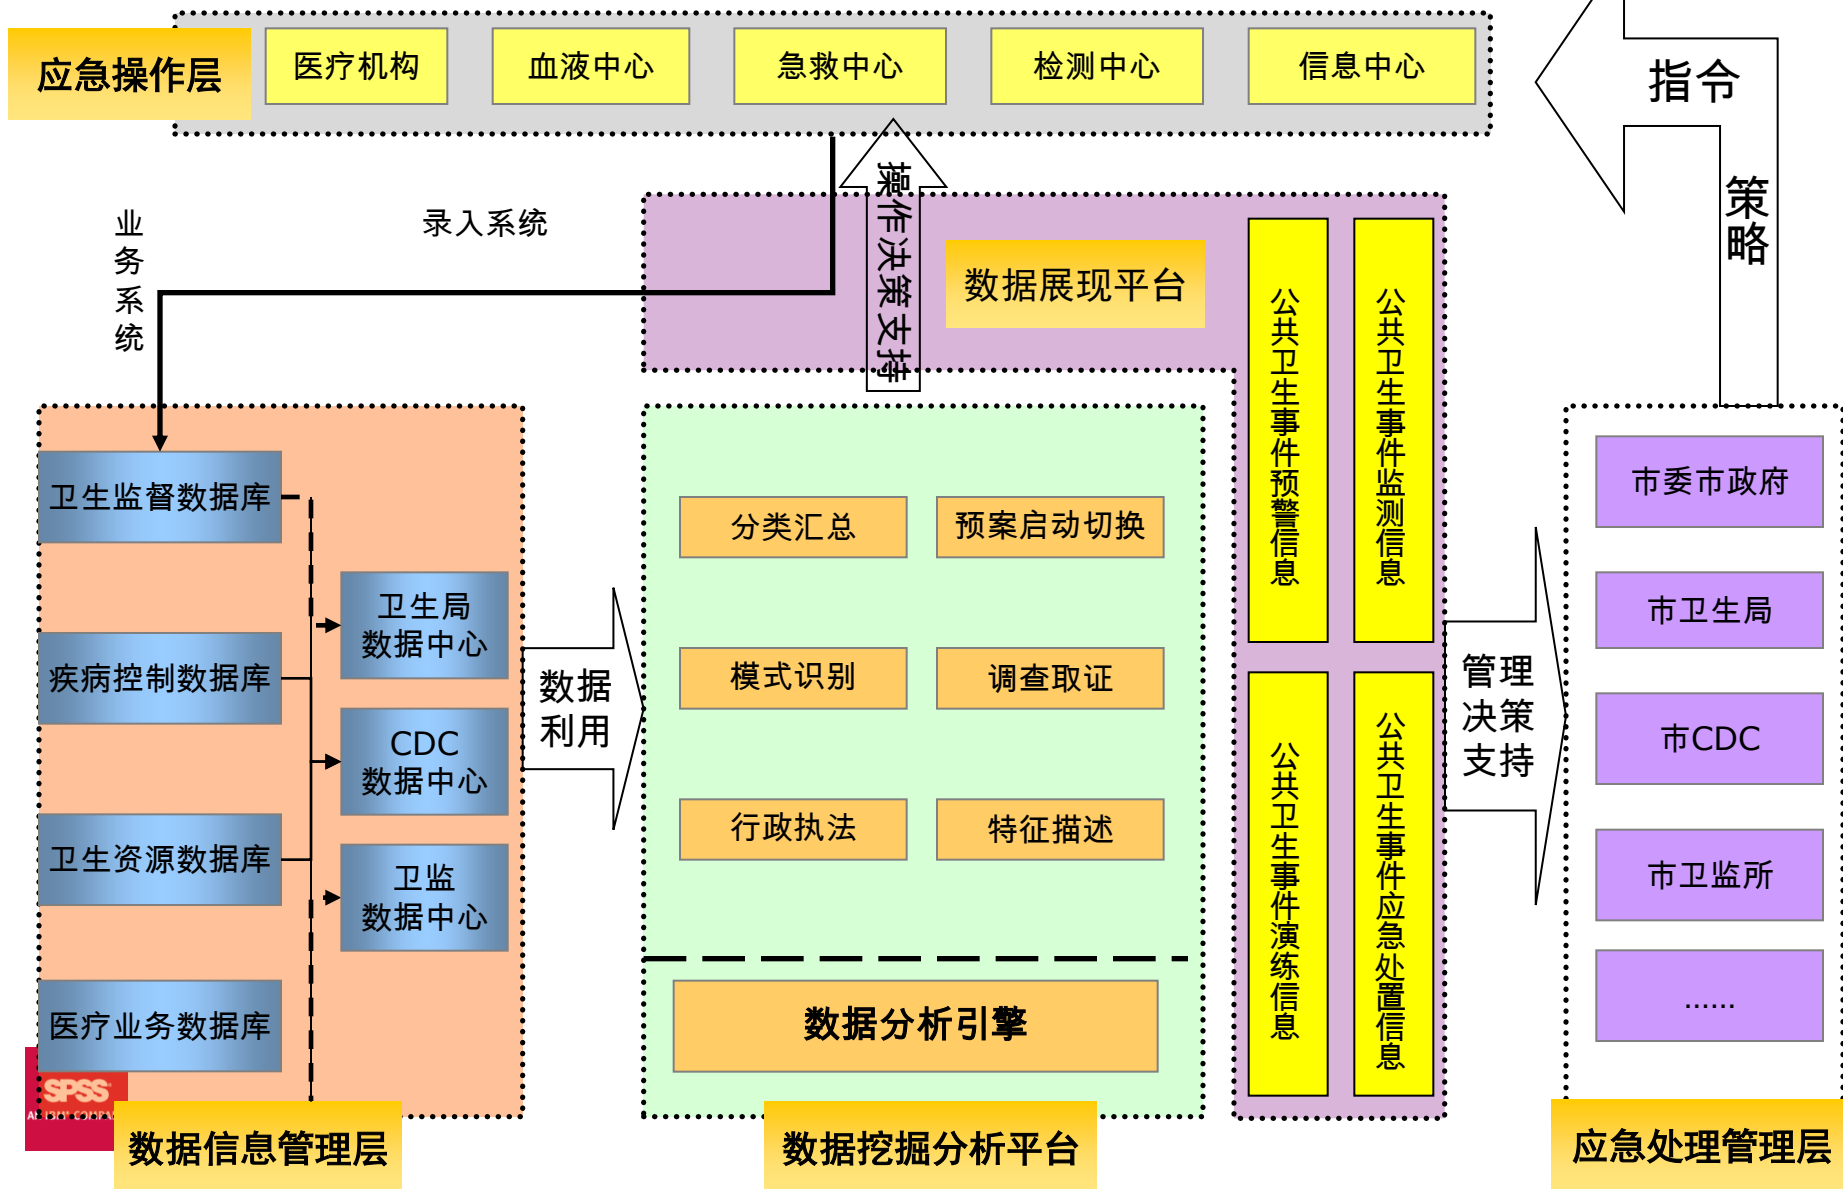 应急操作层
医疗机构
血液中心
急救中心
检测中心
信息中心
指令
策略
业务系统
录入系统
操作决策支持
数据展现平台
公共卫生事件预警信息
公共卫生事件监测信息
公共卫生事件演练信息
公共卫生事件应急处置信息
卫生监督数据库
疾病控制数据库
卫生资源数据库
医疗业务数据库
卫生局
数据中心
CDC
数据中心
卫监
数据中心
数据
利用
分类汇总
预案启动切换
模式识别
调查取证
行政执法
特征描述
数据分析引擎
管理
决策
支持
市委市政府
市卫生局
市CDC
市卫监所
......
SPSS
数据信息管理层
数据挖掘分析平台
应急处理管理层